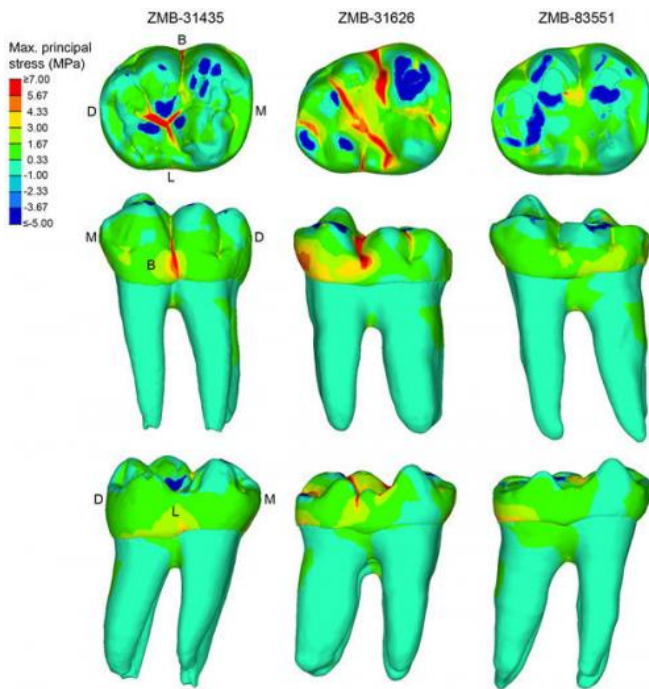 ZMB-31435 ZMB-31626 ZMB-83551
Max. principal
stress (MPa)
≥7.00
5.67
4.33
3.00
1.67
0.33
-1.00
-2.33
-3.67
≤-5.00
B
D
M
L
M
B
D
D
L
M